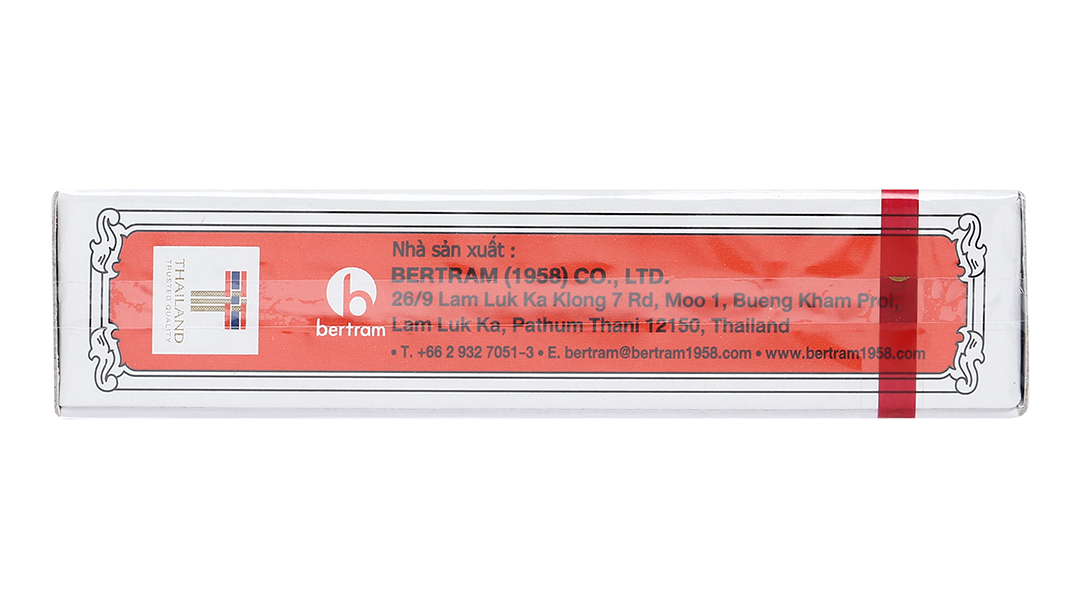 THAILAND
TRUSTED QUALITY
bertram
Nhà sản xuất :
BERTRAM (1958) CO., LTD.
26/9 Lam Luk Ka Klong 7 Rd, Moo 1, Bueng Kham Proi,
Lam Luk Ka, Pathum Thani 12150, Thailand
• T. +66 2 932 7051-3 • E. bertram@bertram1958.com • www.bertram1958.com